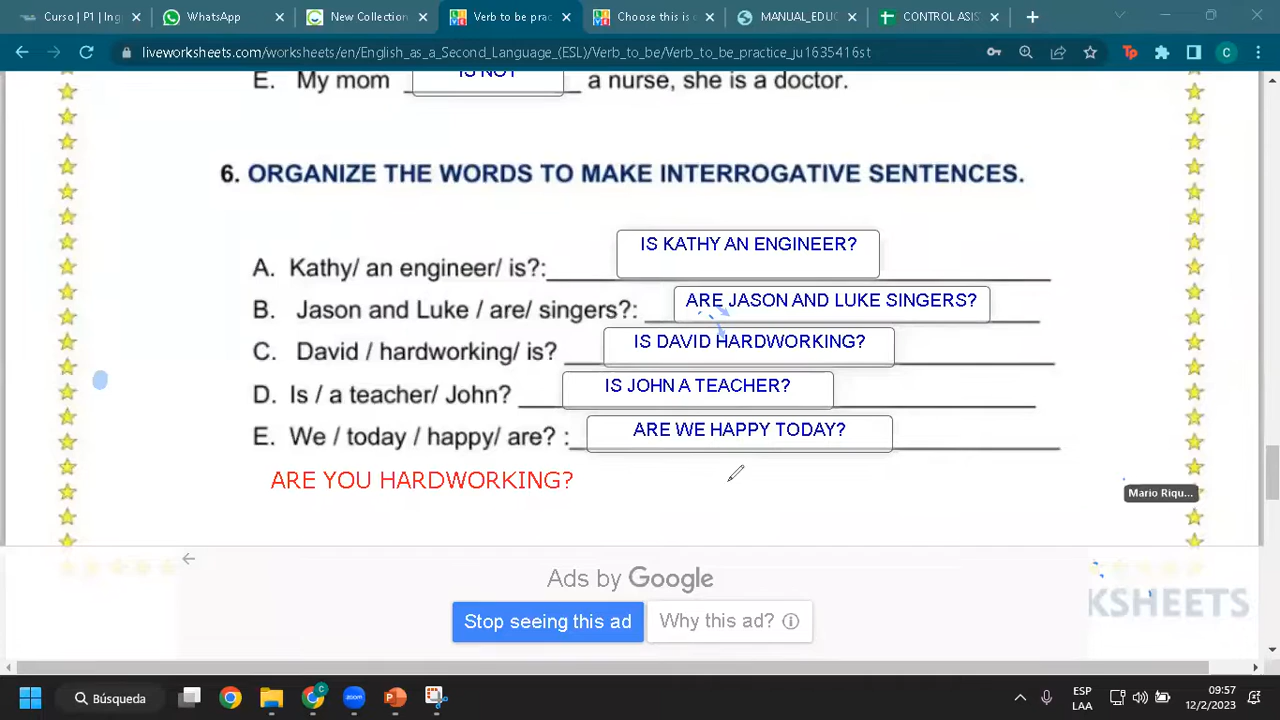 Curso | P1 | Ing
WhatsApp
New Collection
Verb to be prac
Choose this is o
MANUAL_EDUC
CONTROL ASIS
liveworksheets.com/worksheets/en/English_as_a_Second_Language_(ESL)/Verb_to_be/Verb_to_be_practice_ju1635416st
C
E. My mom IS NOT a nurse, she is a doctor.
6. ORGANIZE THE WORDS TO MAKE INTERROGATIVE SENTENCES.
A. Kathy/ an engineer/ is?: IS KATHY AN ENGINEER?
B. Jason and Luke / are/ singers?: ARE JASON AND LUKE SINGERS?
C. David / hardworking/ is? IS DAVID HARDWORKING?
D. Is / a teacher/ John? IS JOHN A TEACHER?
E. We / today / happy/ are? : ARE WE HAPPY TODAY?
ARE YOU HARDWORKING?
Mario Riqu...
Ads by Google
KSHEETS
Stop seeing this ad
Why this ad?
Búsqueda
C
zoom
ESP
LAA
09:57
12/2/2023